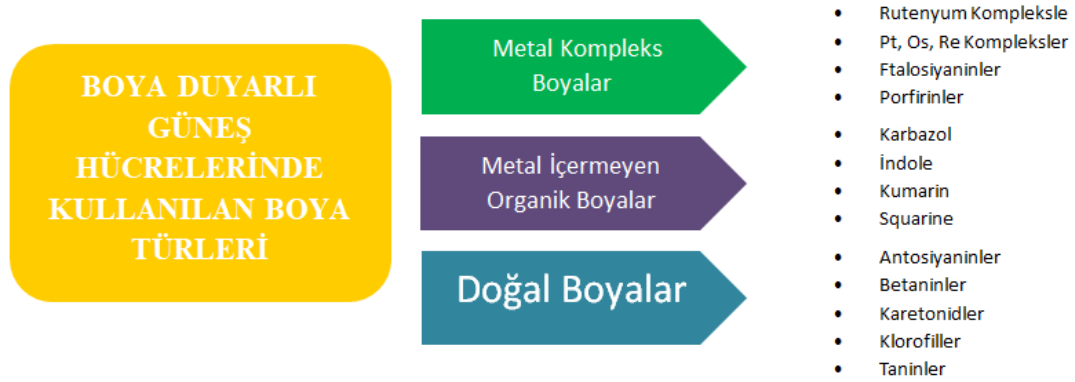 BOYA DUYARLI
GÜNEŞ
HÜCRELERİNDE
KULLANILAN BOYA
TÜRLERİ
Metal Kompleks
Boyalar
• Rutenyum Kompleksle
• Pt, Os, Re Kompleksler
• Ftalosiyaninler
• Porfirinler
Metal İçermeyen
Organik Boyalar
• Karbazol
• İndole
• Kumarin
• Squarine
Doğal Boyalar
• Antosiyaninler
• Betaninler
• Karetonidler
• Klorofiller
• Taninler